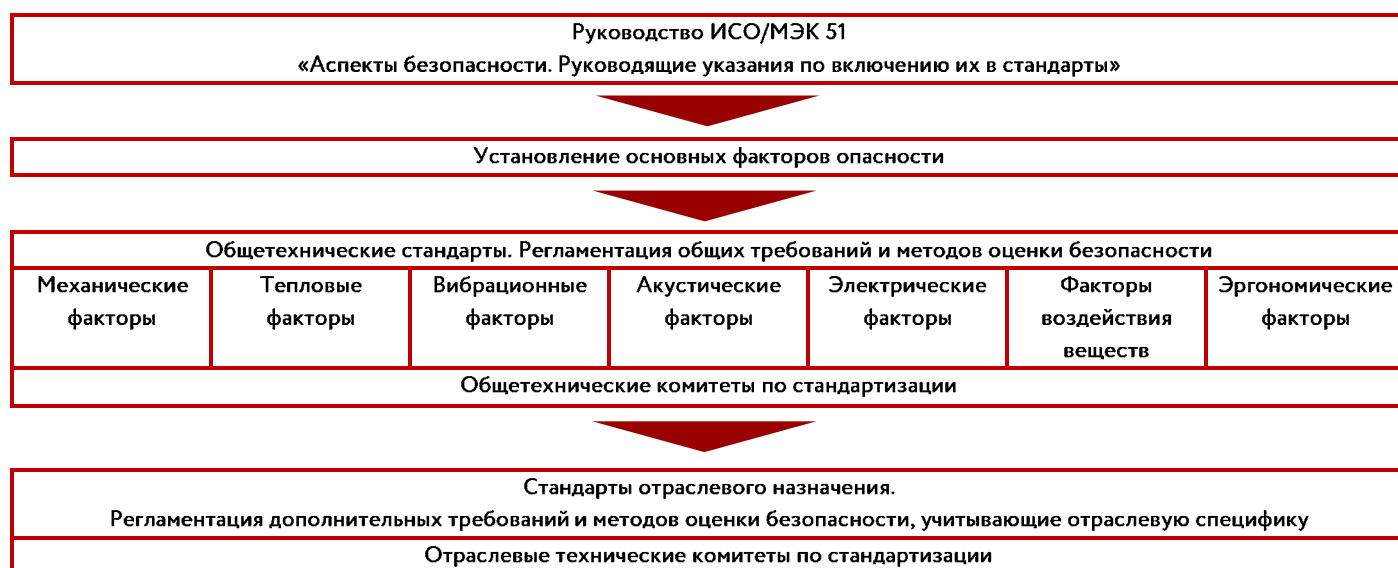 Руководство ИСО/МЭК 51
«Аспекты безопасности. Руководящие указания по включению их в стандарты»
Установление основных факторов опасности
Общетехнические стандарты. Регламентация общих требований и методов оценки безопасности
Механические
факторы
Тепловые
факторы
Вибрационные
факторы
Акустические
факторы
Электрические
факторы
Факторы
воздействия
веществ
Эргономические
факторы
Общетехнические комитеты по стандартизации
Стандарты отраслевого назначения.
Регламентация дополнительных требований и методов оценки безопасности, учитывающие отраслевую специфику
Отраслевые технические комитеты по стандартизации